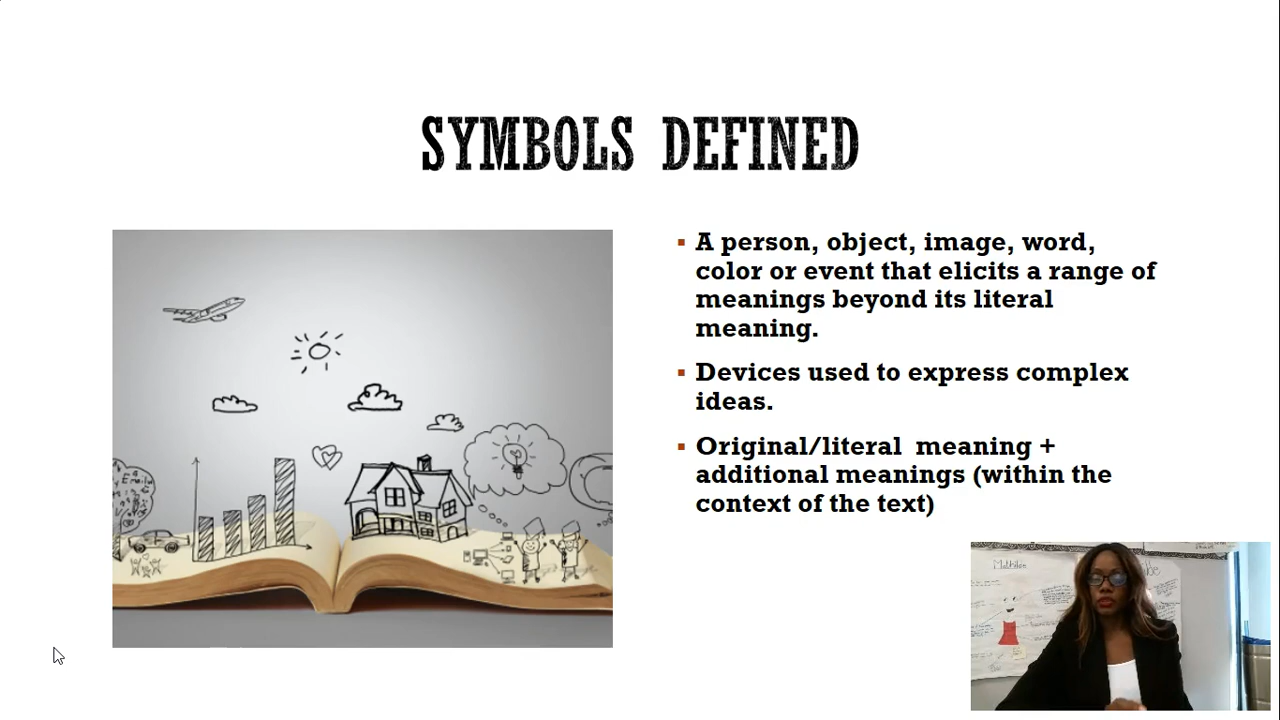 SYMBOLS DEFINED
▪ A person, object, image, word,
color or event that elicits a range of
meanings beyond its literal
meaning.
▪ Devices used to express complex
ideas.
▪ Original/literal  meaning +
additional meanings (within the
context of the text)
Mathilda